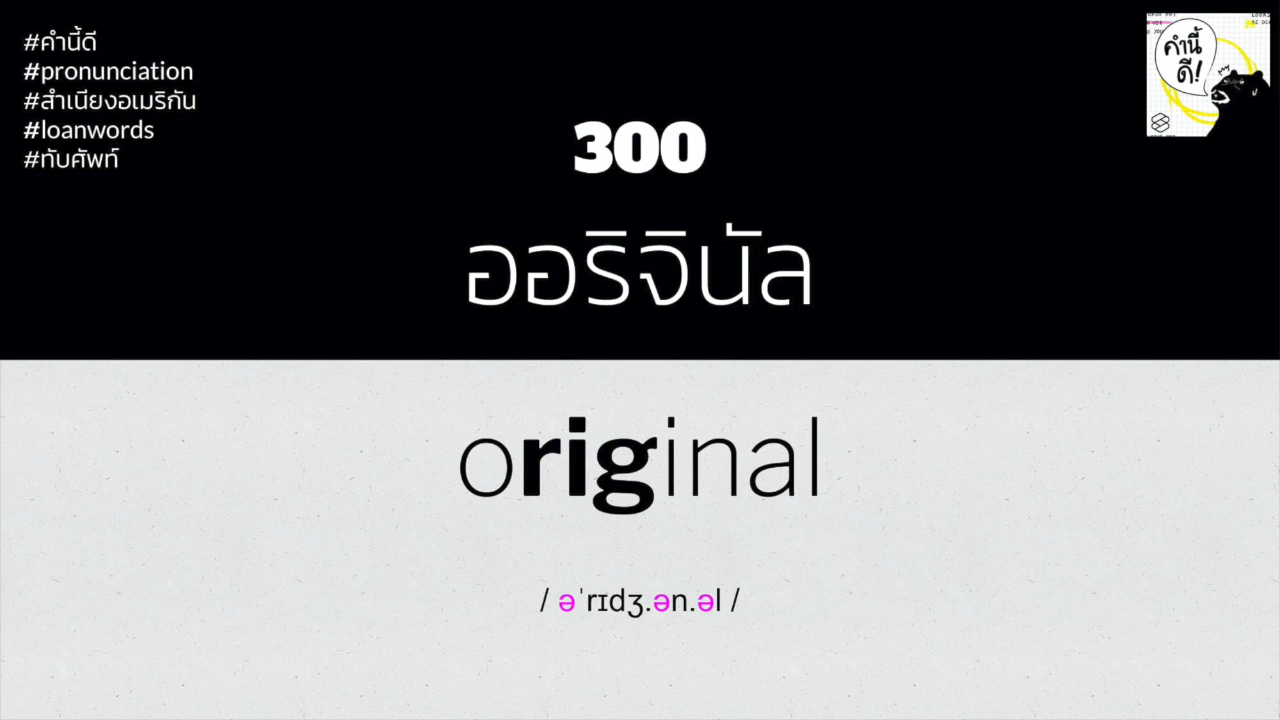 #คำนี้ดี
#pronunciation
#สำเนียงอเมริกัน
#loanwords
#ทับศัพท์
คำนี้
ดี!
300
ออริจินัล
original
/ əˈrɪdʒ.ən.əl /